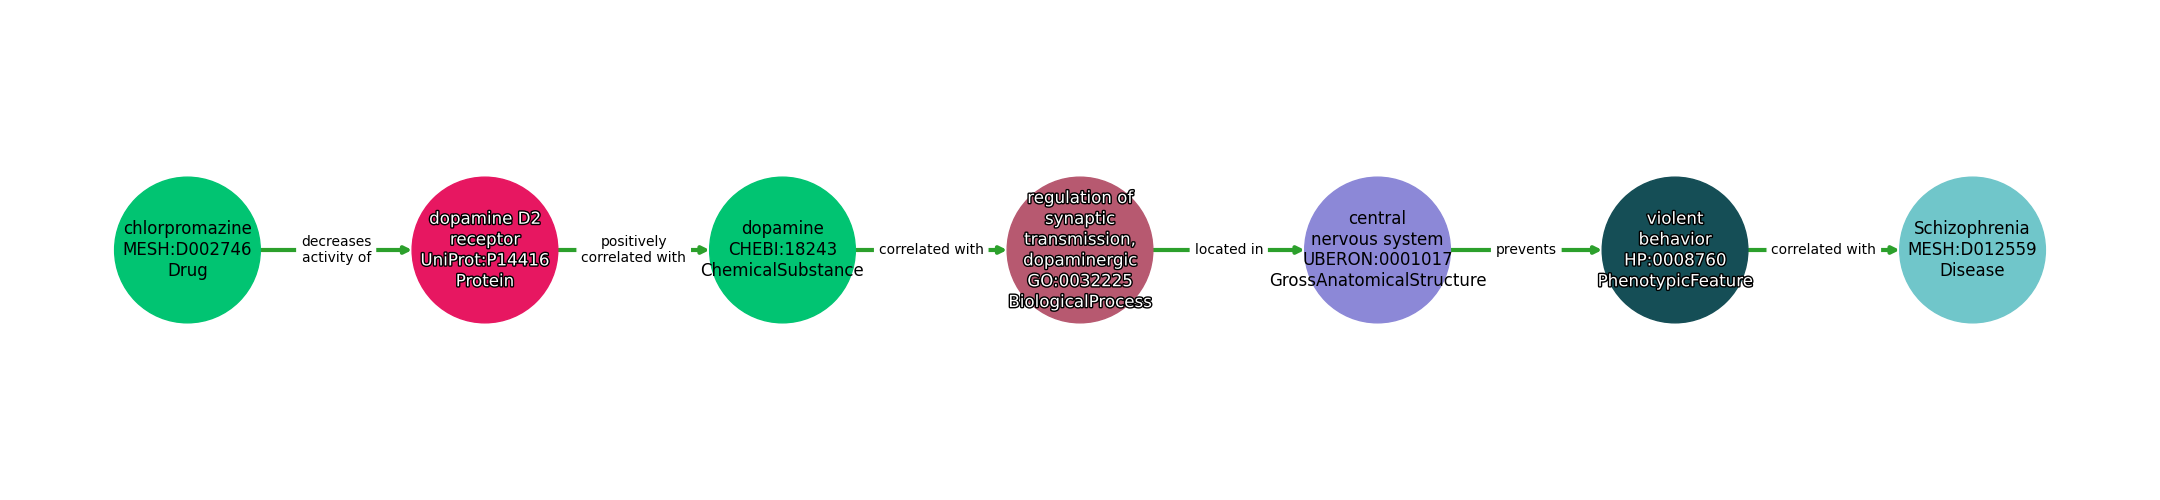 chlorpromazine
MESH:D002746
Drug
decreases
activity of
dopamine D2
receptor
UniProt:P14416
Protein
positively
correlated with
dopamine
CHEBI:18243
ChemicalSubstance
correlated with
regulation of
synaptic
transmission,
dopaminergic
GO:0032225
BiologicalProcess
located in
central
nervous system
UBERON:0001017
GrossAnatomicalStructure
prevents
violent
behavior
HP:0008760
PhenotypicFeature
correlated with
Schizophrenia
MESH:D012559
Disease